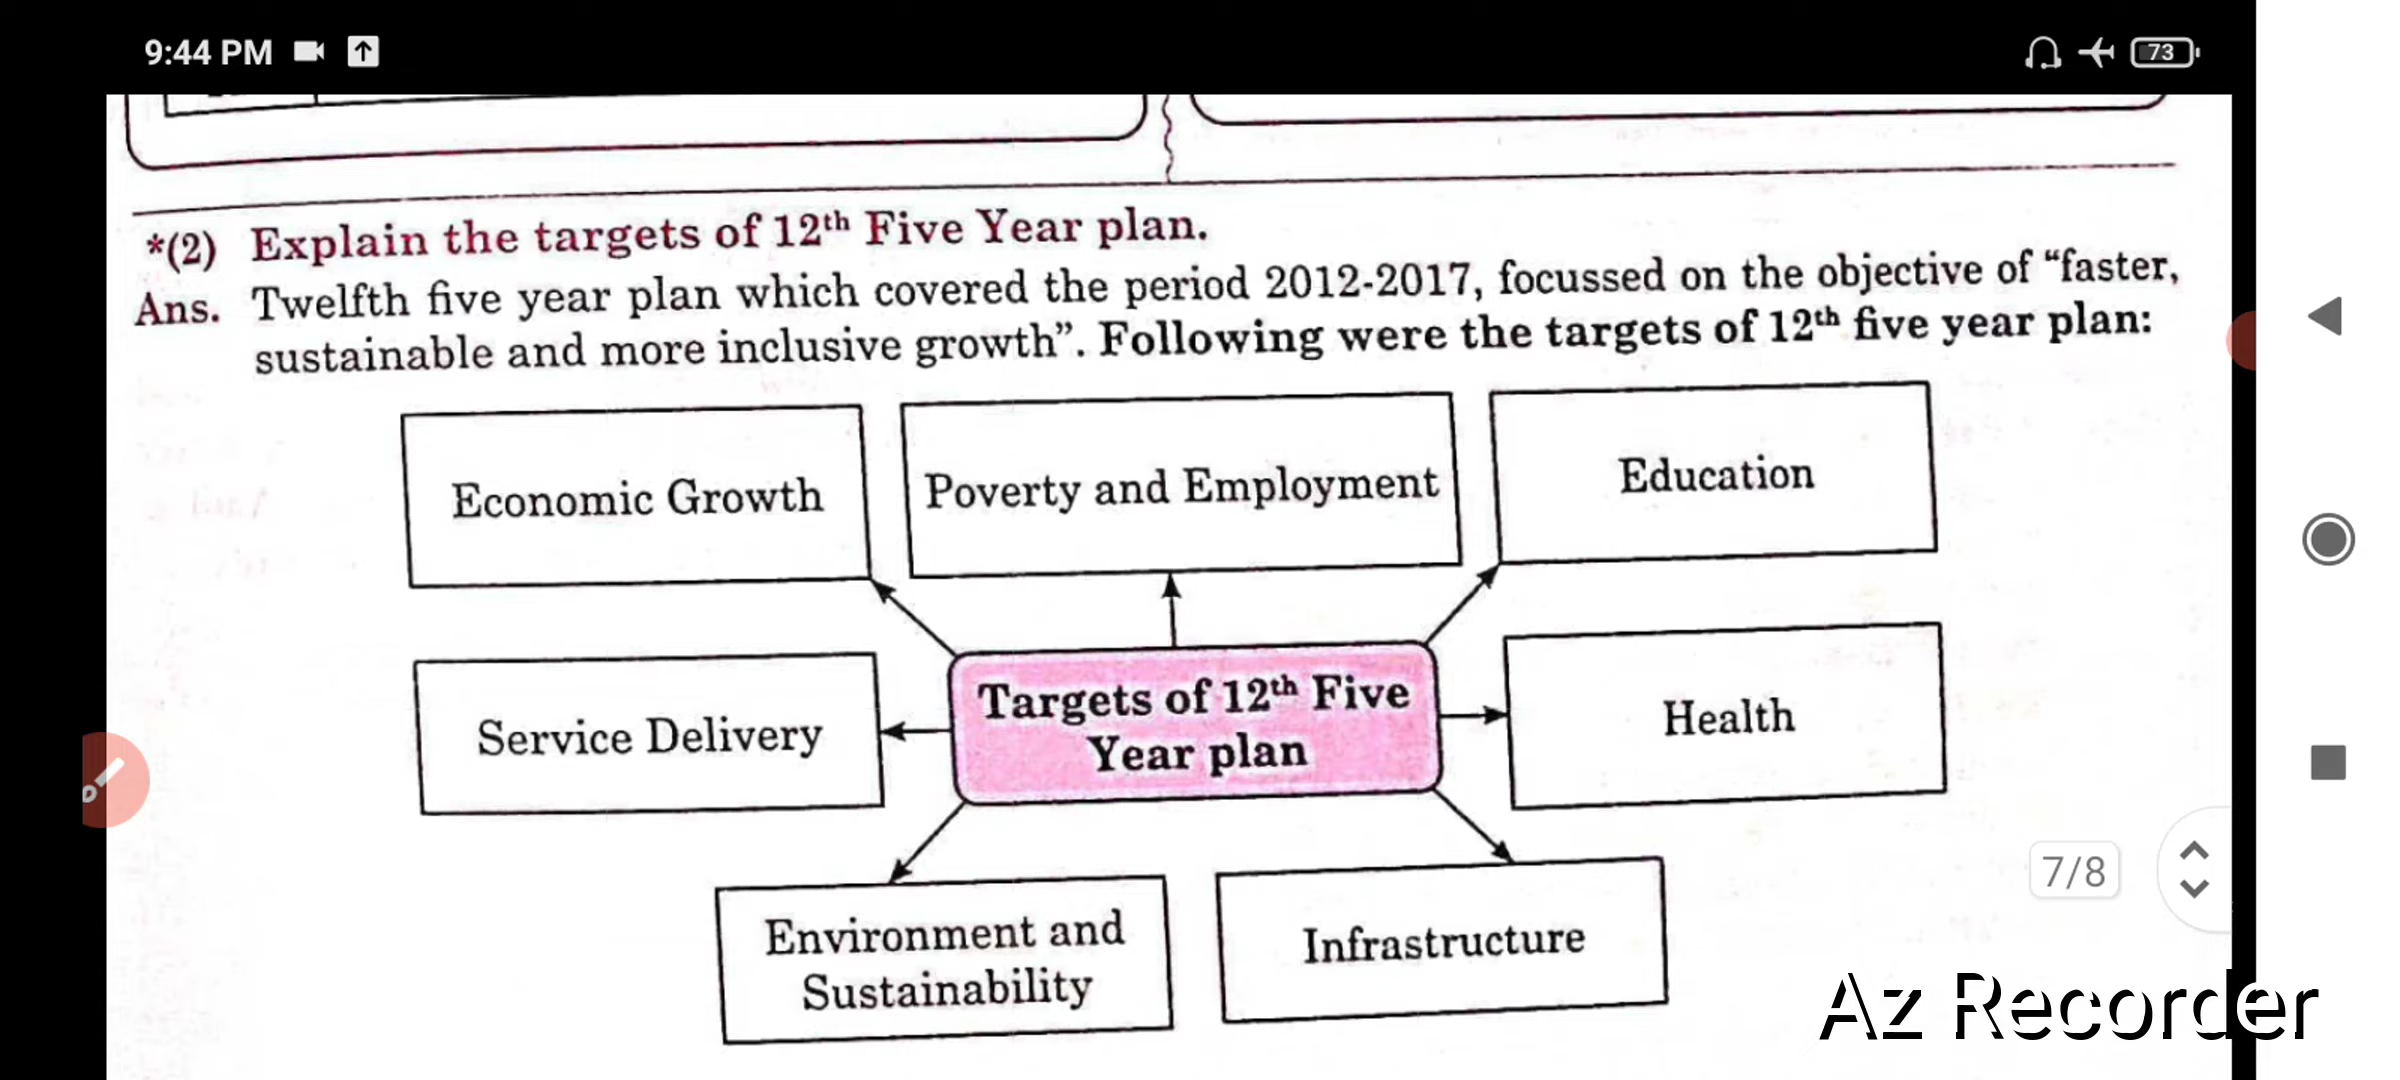 9:44 PM
73
*(2) Explain the targets of 12th Five Year plan.
Ans. Twelfth five year plan which covered the period 2012-2017, focussed on the objective of “faster,
sustainable and more inclusive growth”. Following were the targets of 12th five year plan:
Economic Growth
Poverty and Employment
Education
Service Delivery
Targets of 12th Five
Year plan
Health
Environment and
Sustainability
Infrastructure
7/8
Az Recorder